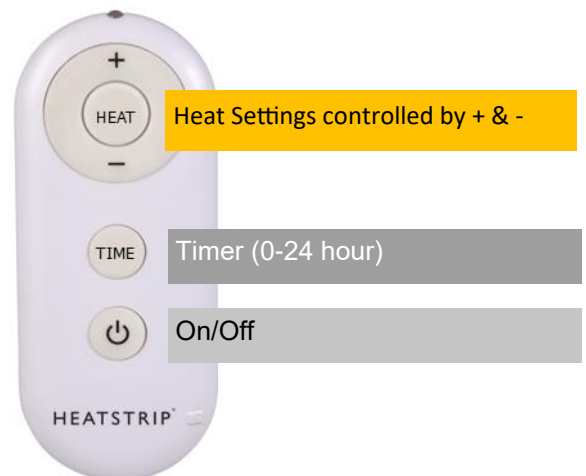 +
HEAT
Heat Settings controlled by + & -
−
TIME
Timer (0-24 hour)
On/Off
HEATSTRIP®